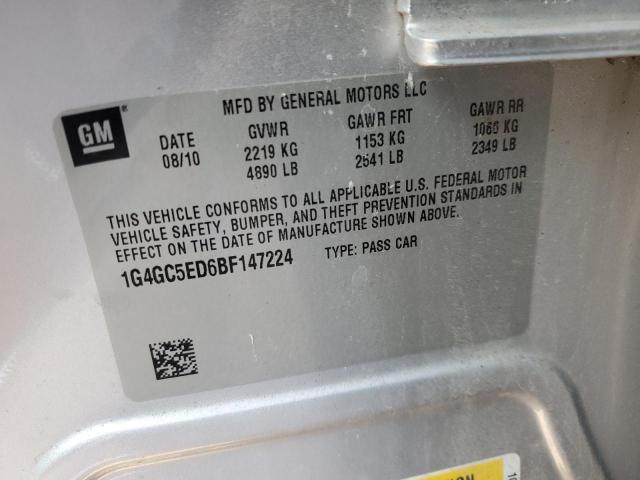 MFD BY GENERAL MOTORS LLC
GM
DATE GVWR GAWR FRT GAWR RR
08/10 2219 KG 1153 KG 1066 KG
4890 LB 2541 LB 2349 LB
THIS VEHICLE CONFORMS TO ALL APPLICABLE U.S. FEDERAL MOTOR
VEHICLE SAFETY, BUMPER, AND THEFT PREVENTION STANDARDS IN
EFFECT ON THE DATE OF MANUFACTURE SHOWN ABOVE.
1G4GC5ED6BF147224 TYPE: PASS CAR